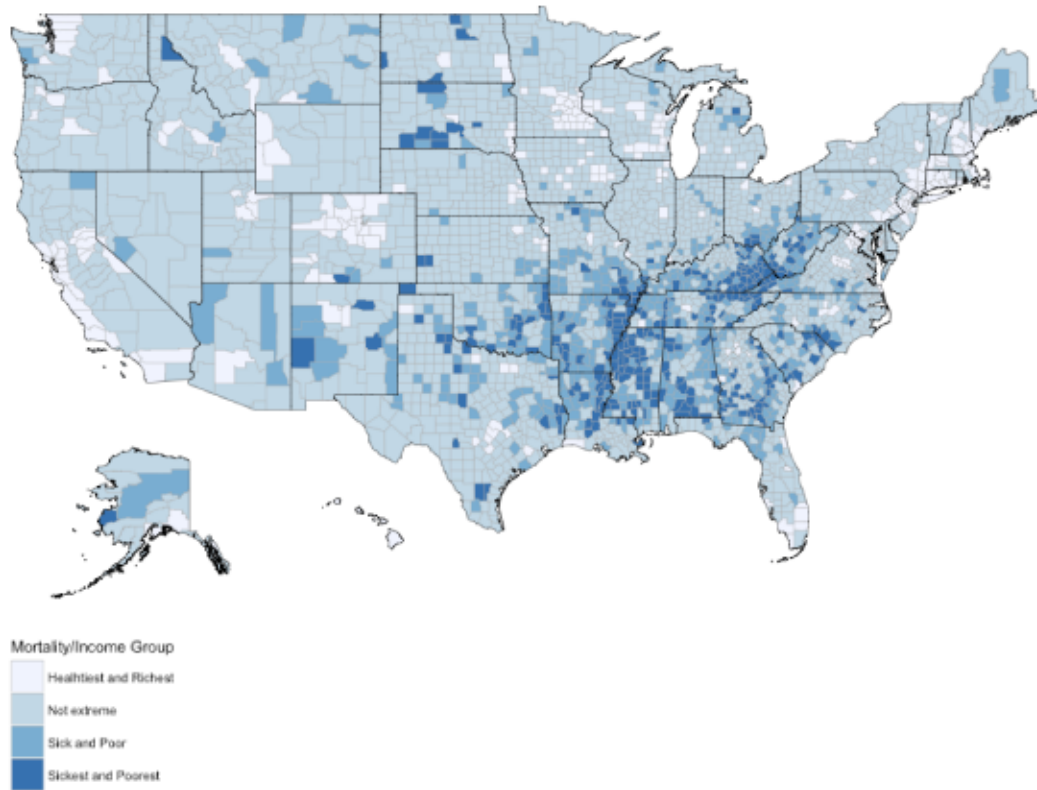 Mortality/Income Group
Healhtiest and Richest
Not extreme
Sick and Poor
Sickest and Poorest